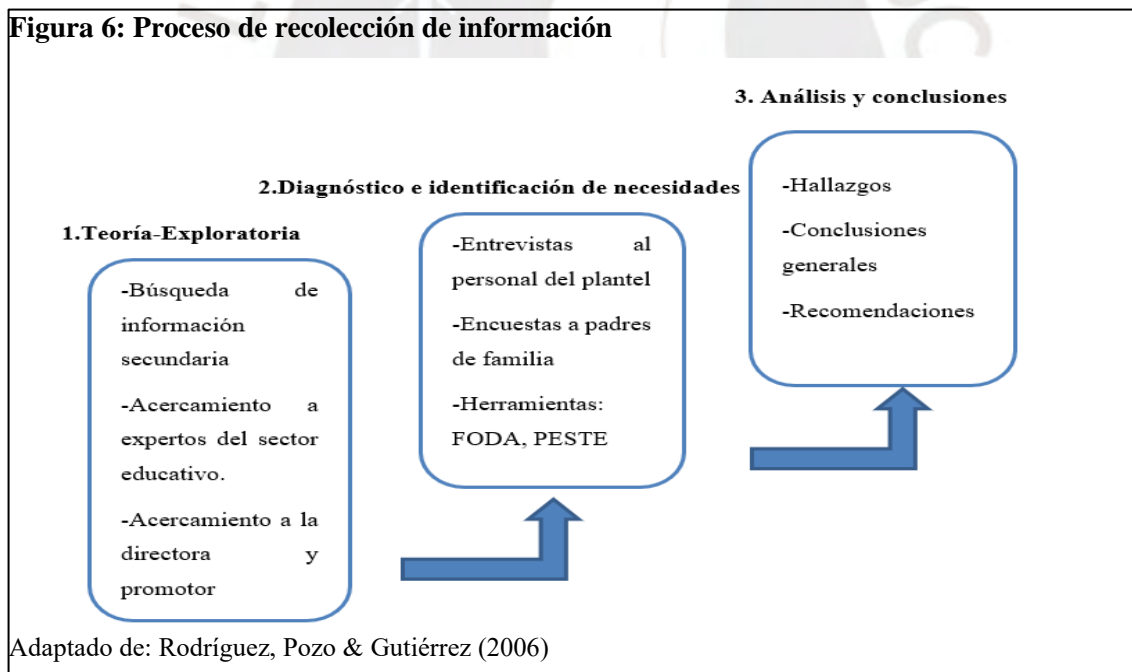 Figura 6: Proceso de recolección de información
1.Teoría-Exploratoria
-Búsqueda de
información
secundaria
-Acercamiento a
expertos del sector
educativo.
-Acercamiento a la
directora y
promotor
2.Diagnóstico e identificación de necesidades
-Entrevistas al
personal del plantel
-Encuestas a padres
de familia
-Herramientas:
FODA, PESTE
3. Análisis y conclusiones
-Hallazgos
-Conclusiones
generales
-Recomendaciones
Adaptado de: Rodríguez, Pozo & Gutiérrez (2006)